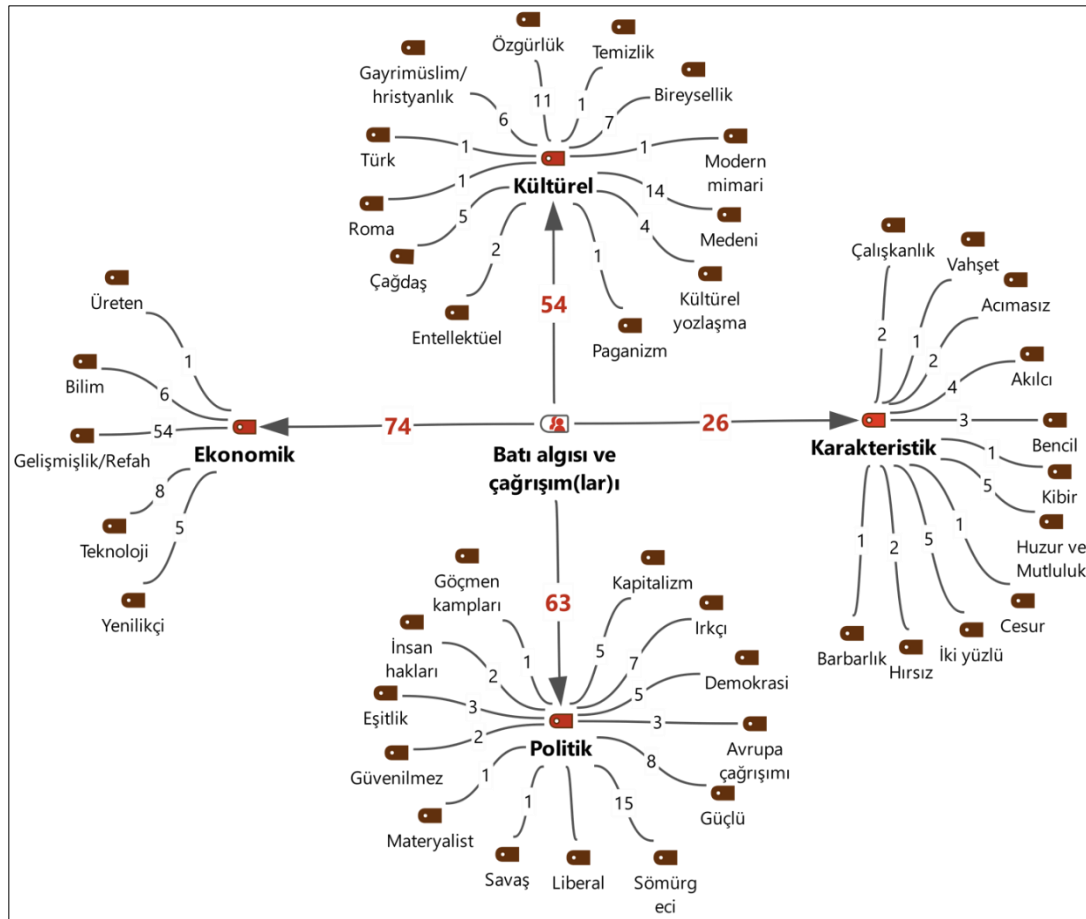 Özgürlük
Temizlik
Gayrimüslim/
hristyanlık
Bireysellik
11
1
6
7
Türk
1
1
Modern
mimari
Kültürel
Roma
1
14
Medeni
5
4
Çağdaş
2
1
Kültürel
yozlaşma
Entellektüel
Paganizm
54
Çalışkanlık
Vahşet
Acımasız
2
1
2
Akılcı
4
3
Bencil
Karakteristik
1
Kibir
5
Huzur ve
Mutluluk
1
2
5
1
Cesur
Barbarlık
Hırsız
İki yüzlü
26
Üreten
1
Bilim
6
54
Gelişmişlik/Refah
Ekonomik
8
Teknoloji
5
Yenilikçi
74
Batı algısı ve
çağrışım(lar)ı
63
Göçmen
kampları
Kapitalizm
İnsan
hakları
Irkçı
1
5
2
7
Demokrasi
5
Eşitlik
3
3
Avrupa
çağrışımı
2
Politik
Güvenilmez
8
Güçlü
1
1
15
Materyalist
Savaş
Liberal
Sömürg
eci